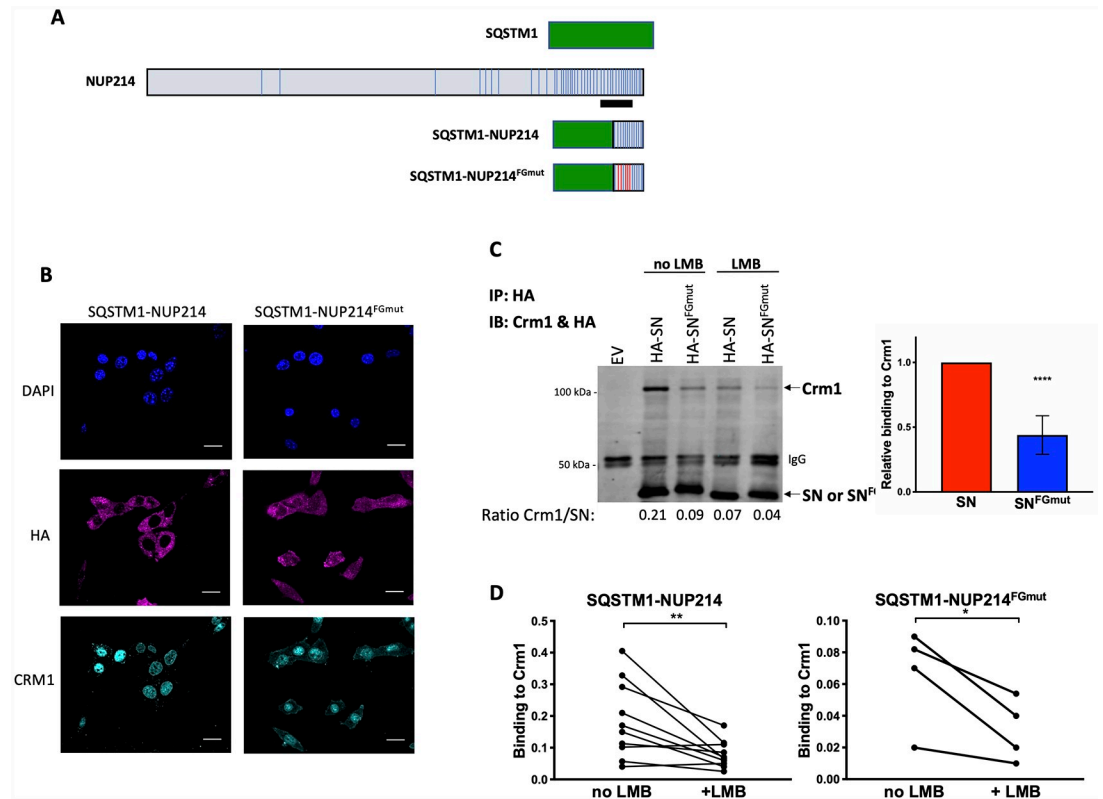 A
SQSTM1
NUP214
SQSTM1-NUP214
SQSTM1-NUP214FGmut
B
SQSTM1-NUP214 SQSTM1-NUP214FGmut
DAPI
HA
CRM1
C
no LMB LMB
IP: HA
IB: Crm1 & HA
EV
HA-SN
HA-SNFGmut
HA-SN
HA-SNFGmut
100 kDa -
Crm1
50 kDa -
IgG
SN or SN
Ratio Crm1/SN: 0.21 0.09 0.07 0.04
Relative binding to Crm1
1.0
0.5
0.0
****
SN SNFGmut
D
SQSTM1-NUP214
**
Binding to Crm1
0.5
0.4
0.3
0.2
0.1
0.0
no LMB +LMB
SQSTM1-NUP214FGmut
*
Binding to Crm1
0.10
0.08
0.06
0.04
0.02
0.00
no LMB + LMB